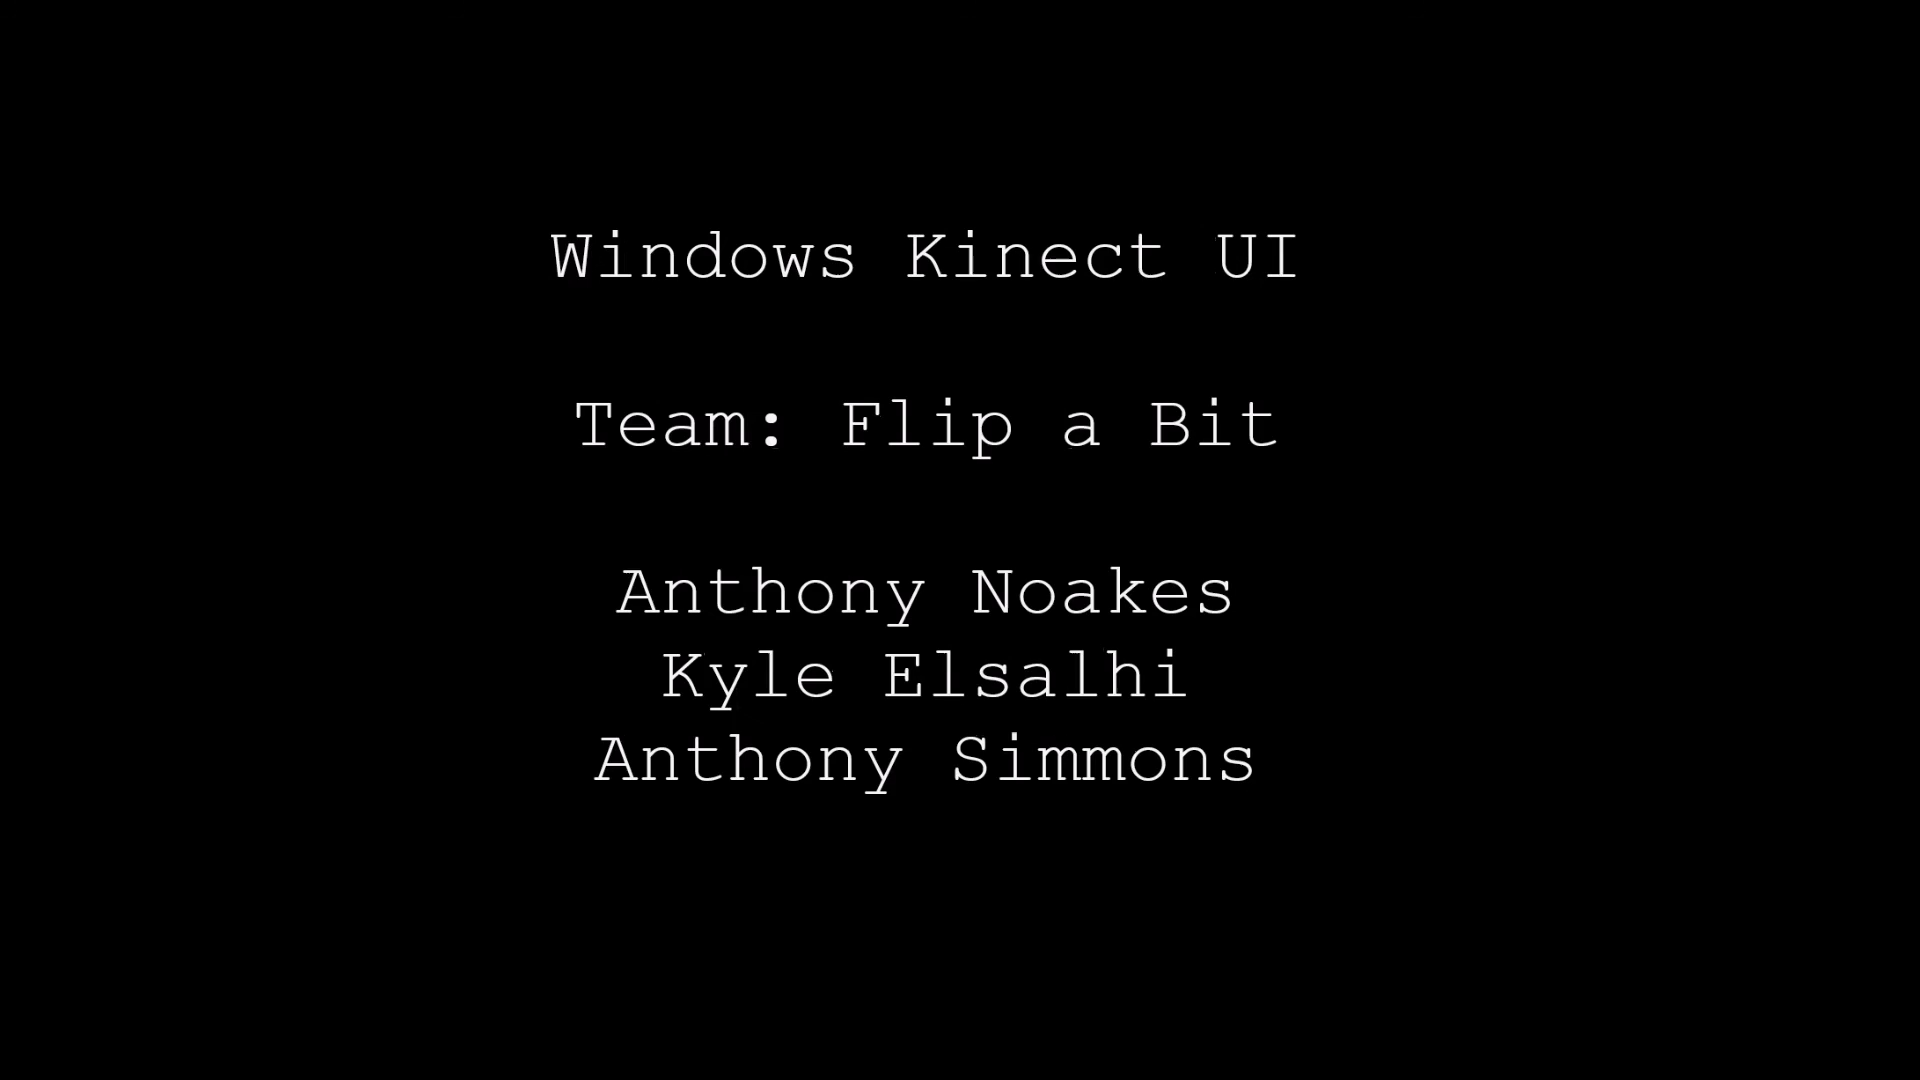 Windows Kinect UI
Team: Flip a Bit
Anthony Noakes
Kyle Elsalhi
Anthony Simmons